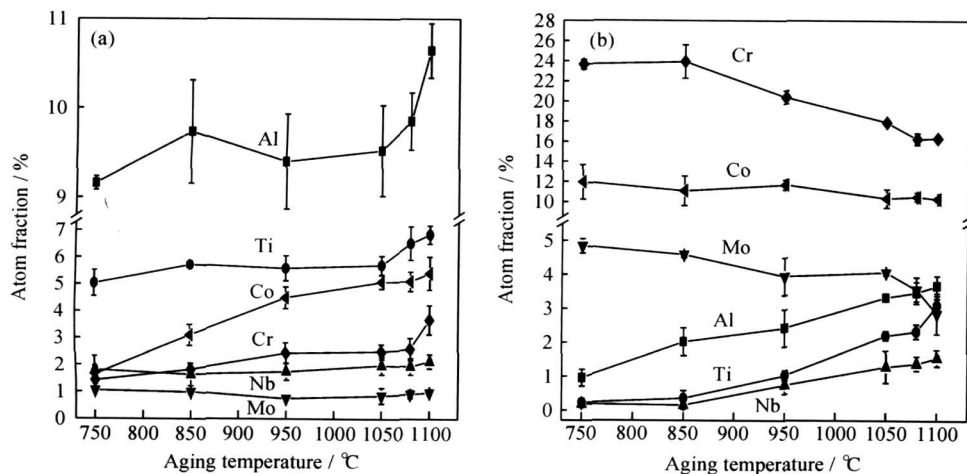 (a)
11
10
9
7
6
5
4
3
2
1
0
Al
Ti
Co
Cr
Nb
Mo
Atom fraction / %
750 800 850 900 950 1000 1050 1100
Aging temperature / ℃
(b)
28
26
24
22
20
18
16
14
12
10
5
4
3
2
1
0
Cr
Co
Mo
Al
Ti
Nb
Atom fraction / %
750 800 850 900 950 1000 1050 1100
Aging temperature / ℃